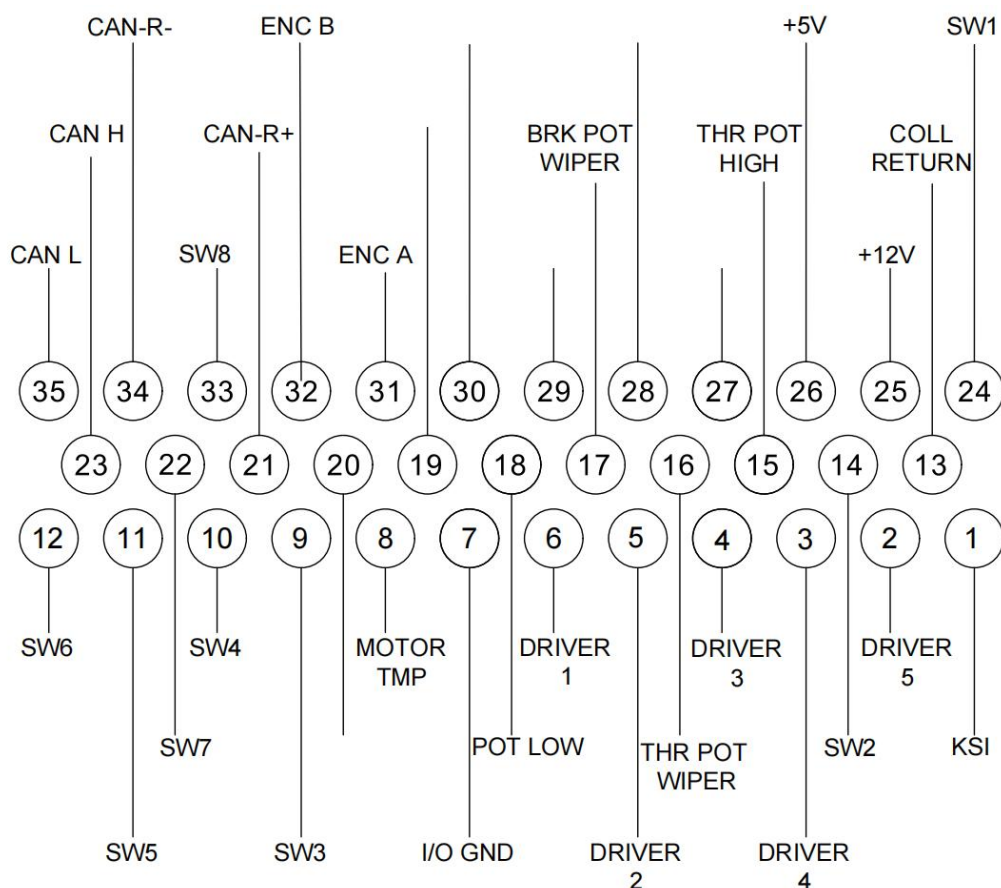 CAN-R-
ENC B
+5V
SW1
CAN H
CAN-R+
BRK POT
WIPER
THR POT
HIGH
COLL
RETURN
CAN L
SW8
ENC A
+12V
35 34 33 32 31 30 29 28 27 26 25 24
23 22 21 20 19 18 17 16 15 14 13
12 11 10 9 8 7 6 5 4 3 2 1
SW6
SW4
MOTOR
TMP
DRIVER
1
DRIVER
3
DRIVER
5
SW7
POT LOW
THR POT
WIPER
SW2
KSI
SW5
SW3
I/O GND
DRIVER
2
DRIVER
4